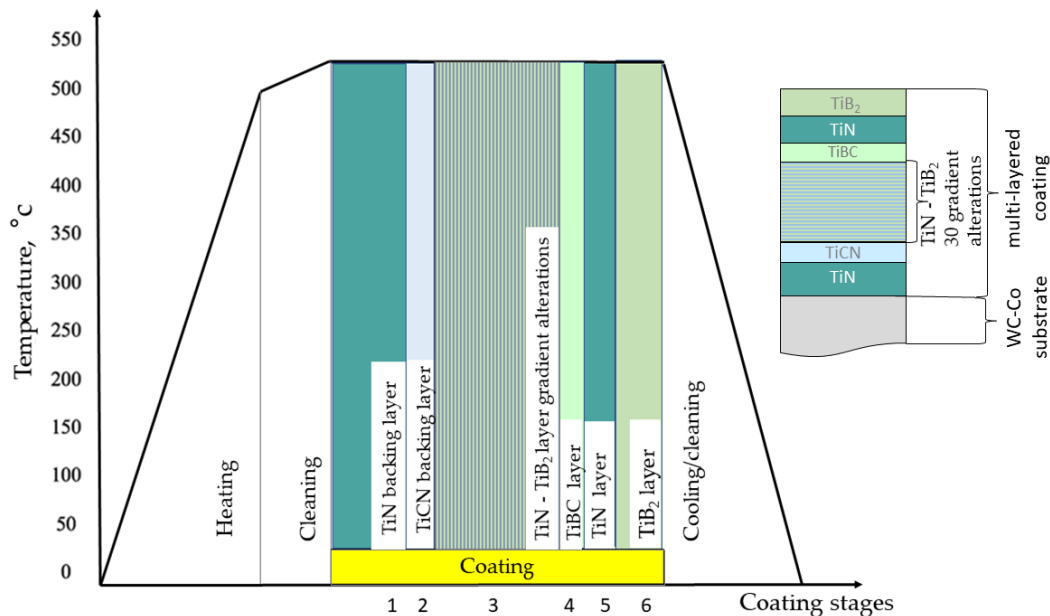 Temperature, °c
550
500
450
400
350
300
250
200
150
100
50
0
Heating
Cleaning
TiN backing layer
TiCN backing layer
TiN - TiB₂ layer gradient alterations
TiBC layer
TiN layer
TiB₂ layer
Cooling/cleaning
Coating
1 2 3 4 5 6
Coating stages
TiB₂
TiN
TiBC
TiCN
TiN
TiN - TiB₂
30 gradient
alterations
multi-layered
coating
WC-Co
substrate